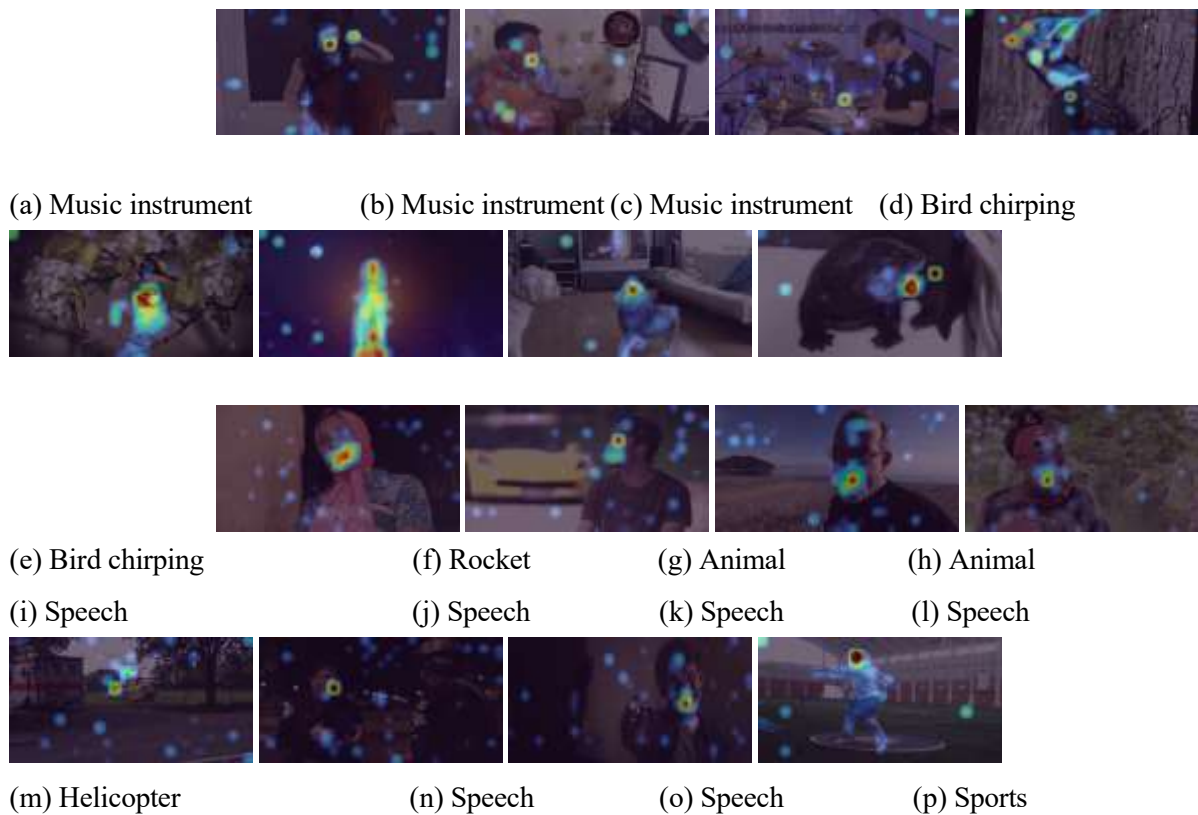 (a) Music instrument (b) Music instrument (c) Music instrument (d) Bird chirping
(e) Bird chirping (f) Rocket (g) Animal (h) Animal
(i) Speech (j) Speech (k) Speech (l) Speech
(m) Helicopter (n) Speech (o) Speech (p) Sports